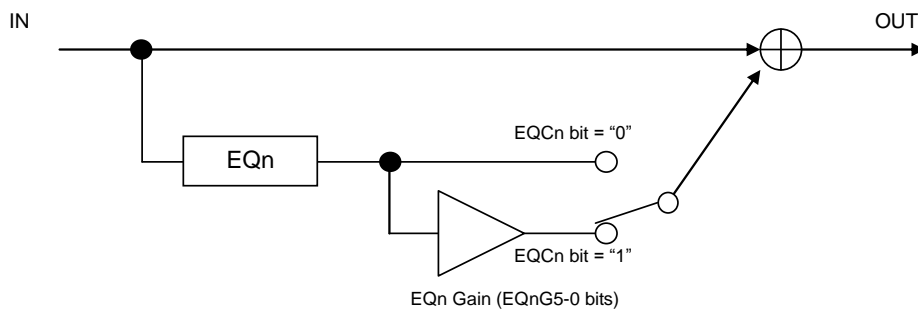 IN
OUT
EQCn bit = “0”
EQn
EQCn bit = “1”
EQn Gain (EQnG5-0 bits)